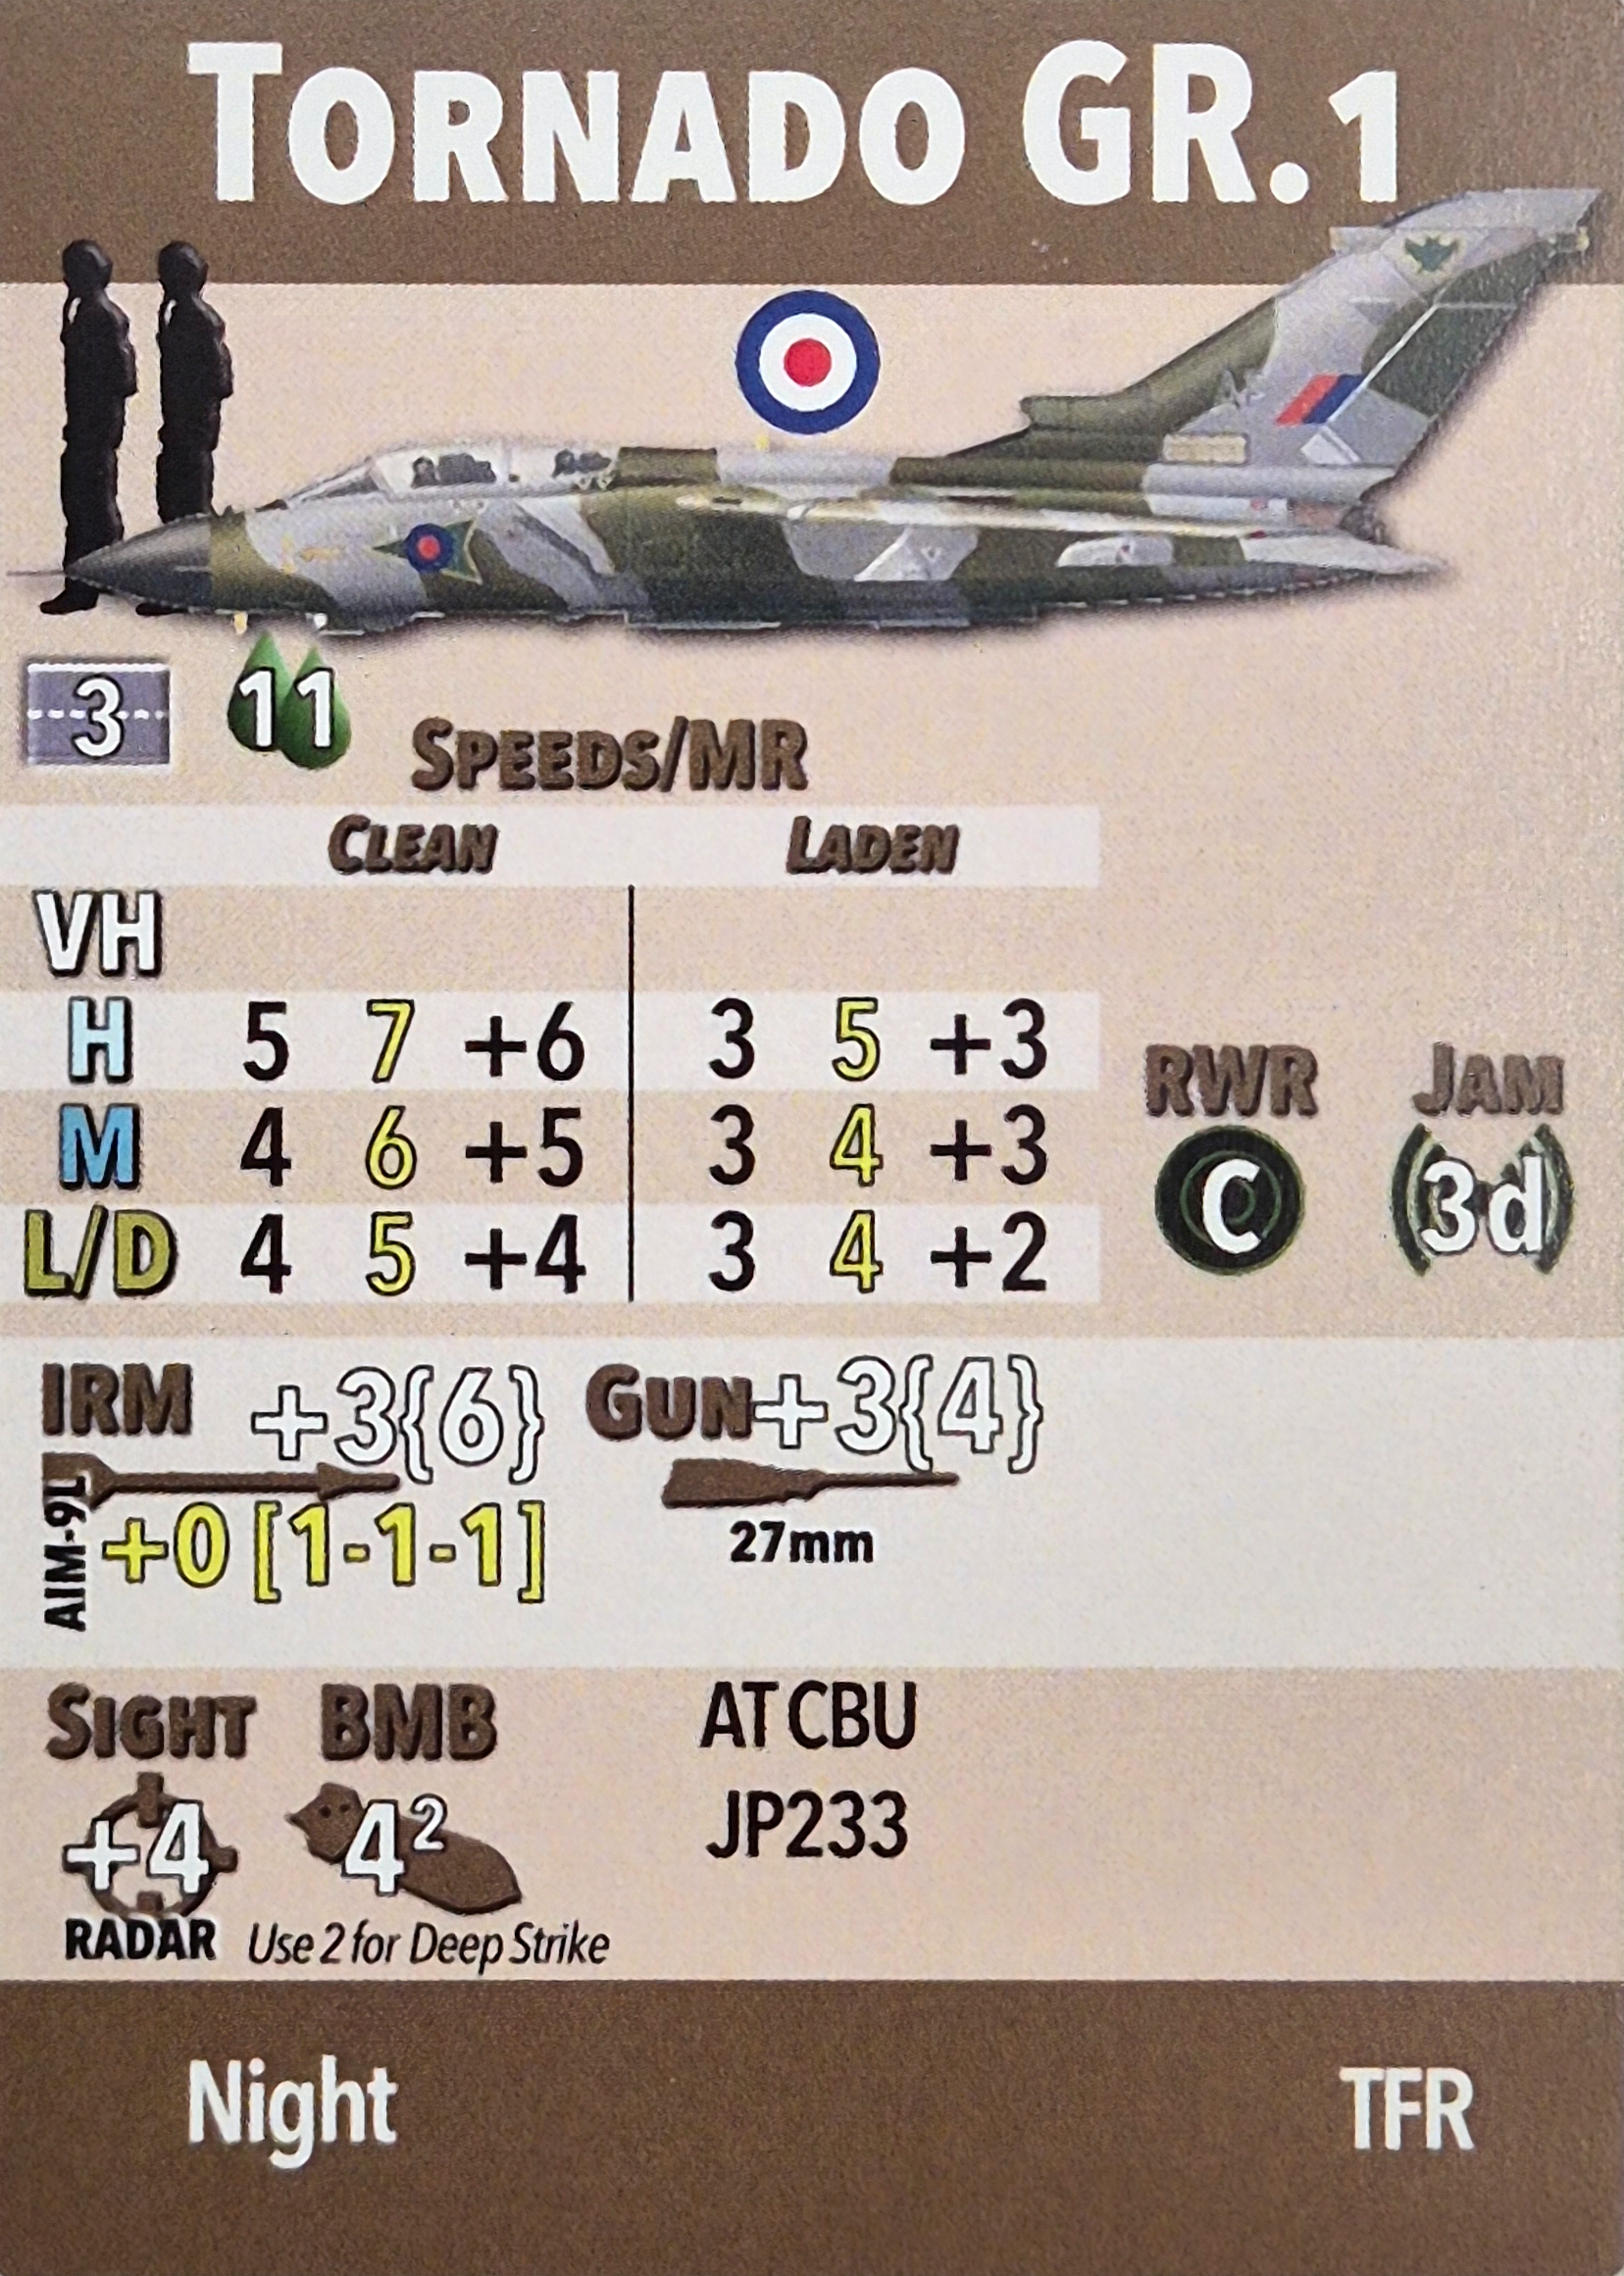 TORNADO GR.1
3 11
SPEEDS/MR
CLEAN LADEN
VH
H 5 7 +6 3 5 +3
M 4 6 +5 3 4 +3
L/D 4 5 +4 3 4 +2
RWR JAM
C (3d)
IRM +3{6} GUN +3{4}
AIM-9L
+0 [1-1-1]
27mm
SIGHT BMB
+4 4²
RADAR Use 2 for Deep Strike
AT CBU
JP233
Night TFR